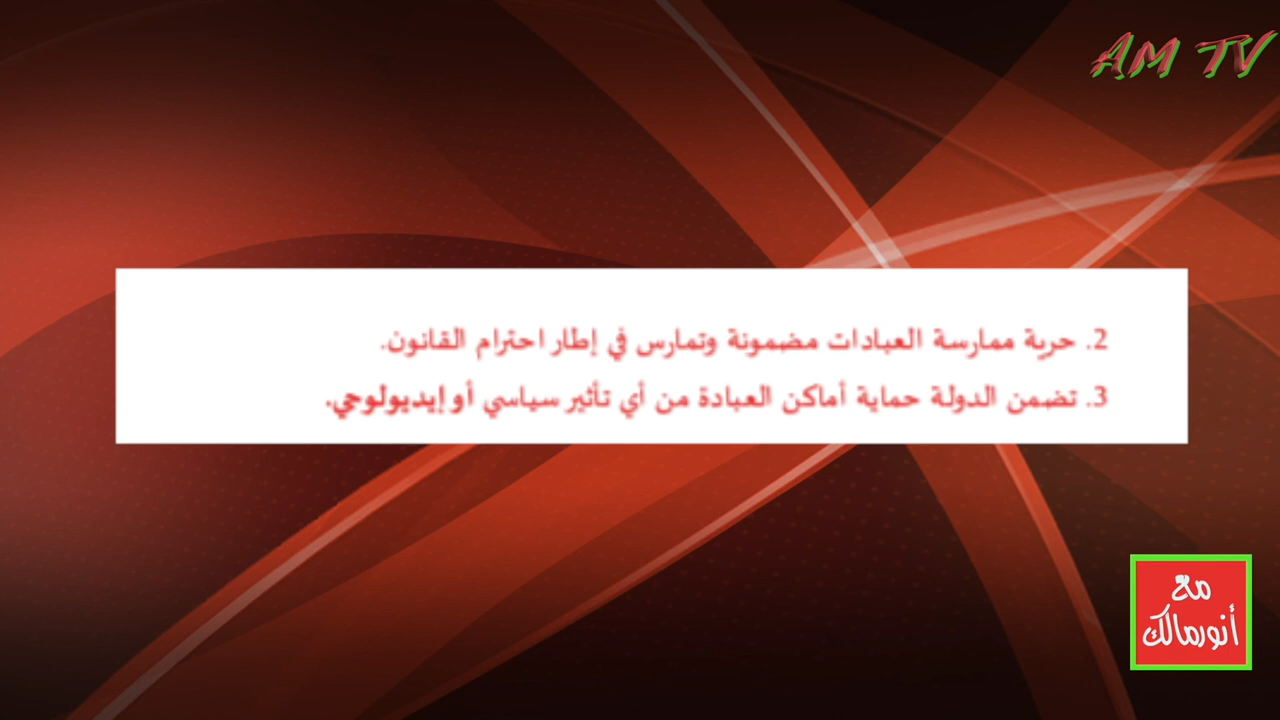 AM TV
2. حرية ممارسة العبادات مضمونة وتمارس في إطار احترام القانون.
3. تضمن الدولة حماية أماكن العبادة من أي تأثير سياسي أو إيديولوجي.
مع
أنورمالك